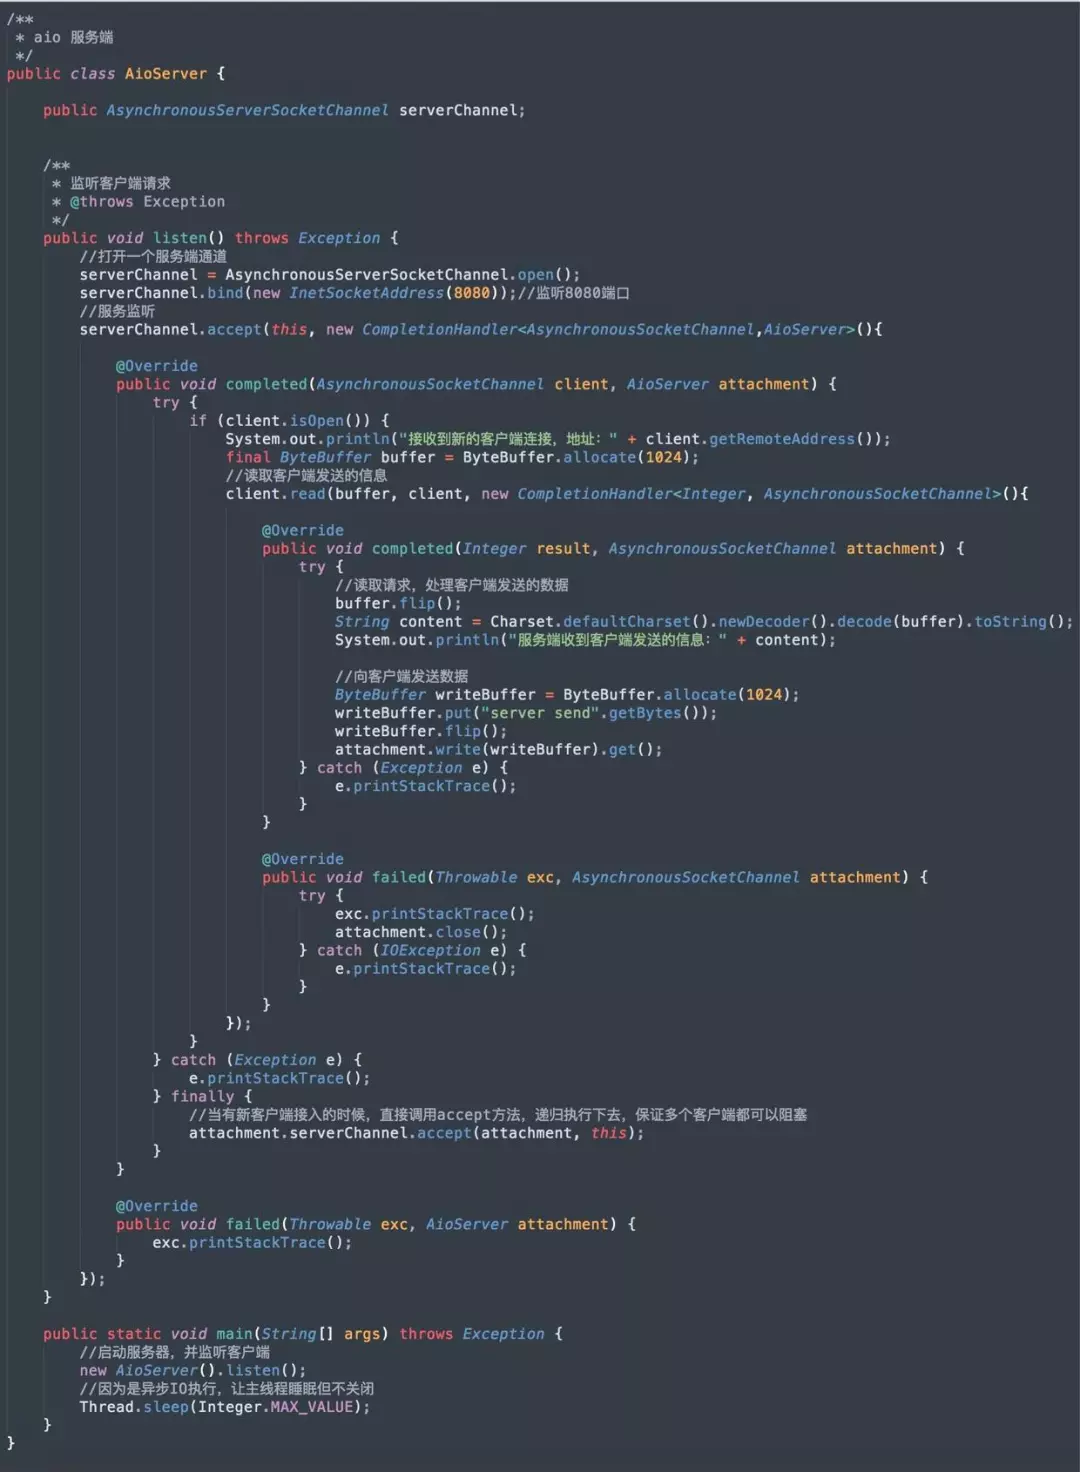 /**
 * aio 服务端
 */
public class AioServer {
    public AsynchronousServerSocketChannel serverChannel;
    /**
     * 监听客户端请求
     * @throws Exception
     */
    public void listen() throws Exception {
        //打开一个服务端通道
        serverChannel = AsynchronousServerSocketChannel.open();
        serverChannel.bind(new InetSocketAddress(8080));//监听8080端口
        //服务监听
        serverChannel.accept(this, new CompletionHandler<AsynchronousSocketChannel,AioServer>(){
            @Override
            public void completed(AsynchronousSocketChannel client, AioServer attachment) {
                try {
                    if (client.isOpen()) {
                        System.out.println("接收到新的客户端连接，地址：" + client.getRemoteAddress());
                        final ByteBuffer buffer = ByteBuffer.allocate(1024);
                        //读取客户端发送的信息
                        client.read(buffer, client, new CompletionHandler<Integer, AsynchronousSocketChannel>(){
                            @Override
                            public void completed(Integer result, AsynchronousSocketChannel attachment) {
                                try {
                                    //读取请求，处理客户端发送的数据
                                    buffer.flip();
                                    String content = Charset.defaultCharset().newDecoder().decode(buffer).toString();
                                    System.out.println("服务端收到客户端发送的信息：" + content);
                                    //向客户端发送数据
                                    ByteBuffer writeBuffer = ByteBuffer.allocate(1024);
                                    writeBuffer.put("server send".getBytes());
                                    writeBuffer.flip();
                                    attachment.write(writeBuffer).get();
                                } catch (Exception e) {
                                    e.printStackTrace();
                                }
                            }
                            @Override
                            public void failed(Throwable exc, AsynchronousSocketChannel attachment) {
                                try {
                                    exc.printStackTrace();
                                    attachment.close();
                                } catch (IOException e) {
                                    e.printStackTrace();
                                }
                            }
                        });
                    }
                } catch (Exception e) {
                    e.printStackTrace();
                } finally {
                    //当有新客户端接入的时候，直接调用accept方法，递归执行下去，保证多个客户端都可以阻塞
                    attachment.serverChannel.accept(attachment, this);
                }
            }
            @Override
            public void failed(Throwable exc, AioServer attachment) {
                exc.printStackTrace();
            }
        });
    }
    public static void main(String[] args) throws Exception {
        //启动服务器，并监听客户端
        new AioServer().listen();
        //因为是异步IO执行，让主线程睡眠但不关闭
        Thread.sleep(Integer.MAX_VALUE);
    }
}